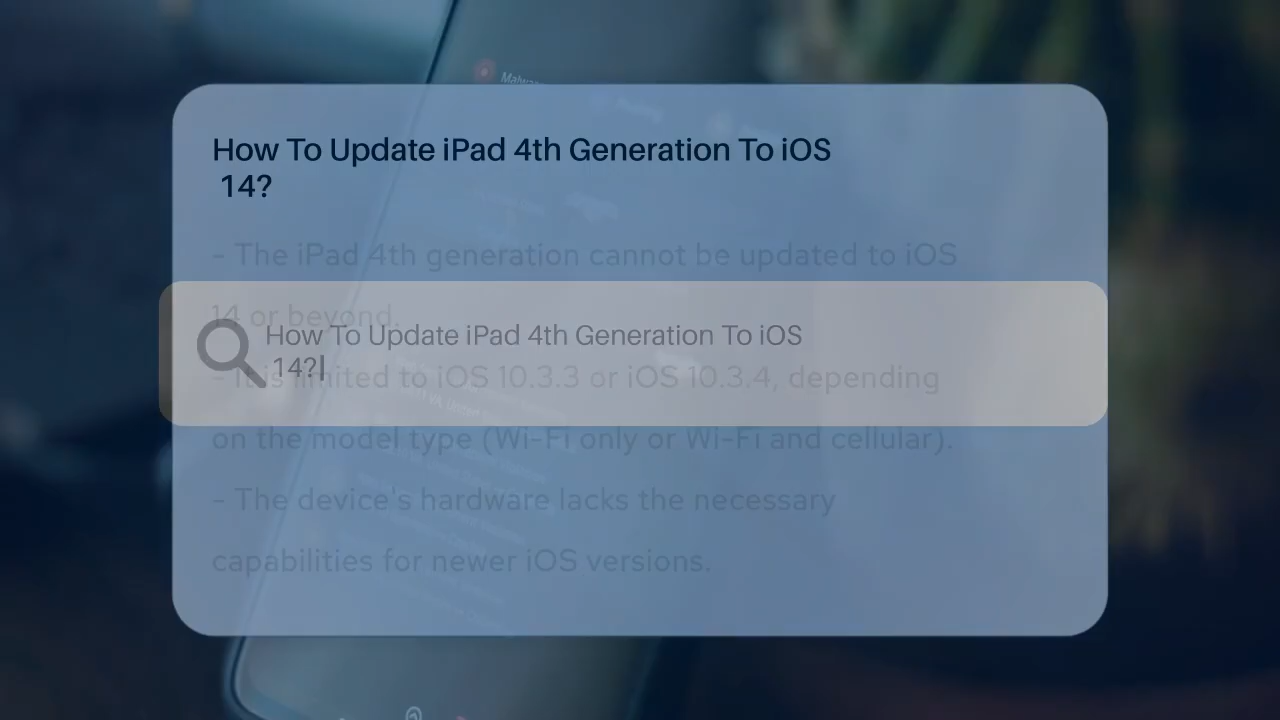 How To Update iPad 4th Generation To iOS
14?
- The iPad 4th generation cannot be updated to iOS
14 or beyond.
How To Update iPad 4th Generation To iOS
14?
- It is limited to iOS 10.3.3 or iOS 10.3.4, depending
on the model type (Wi-Fi only or Wi-Fi and cellular).
- The device's hardware lacks the necessary
capabilities for newer iOS versions.